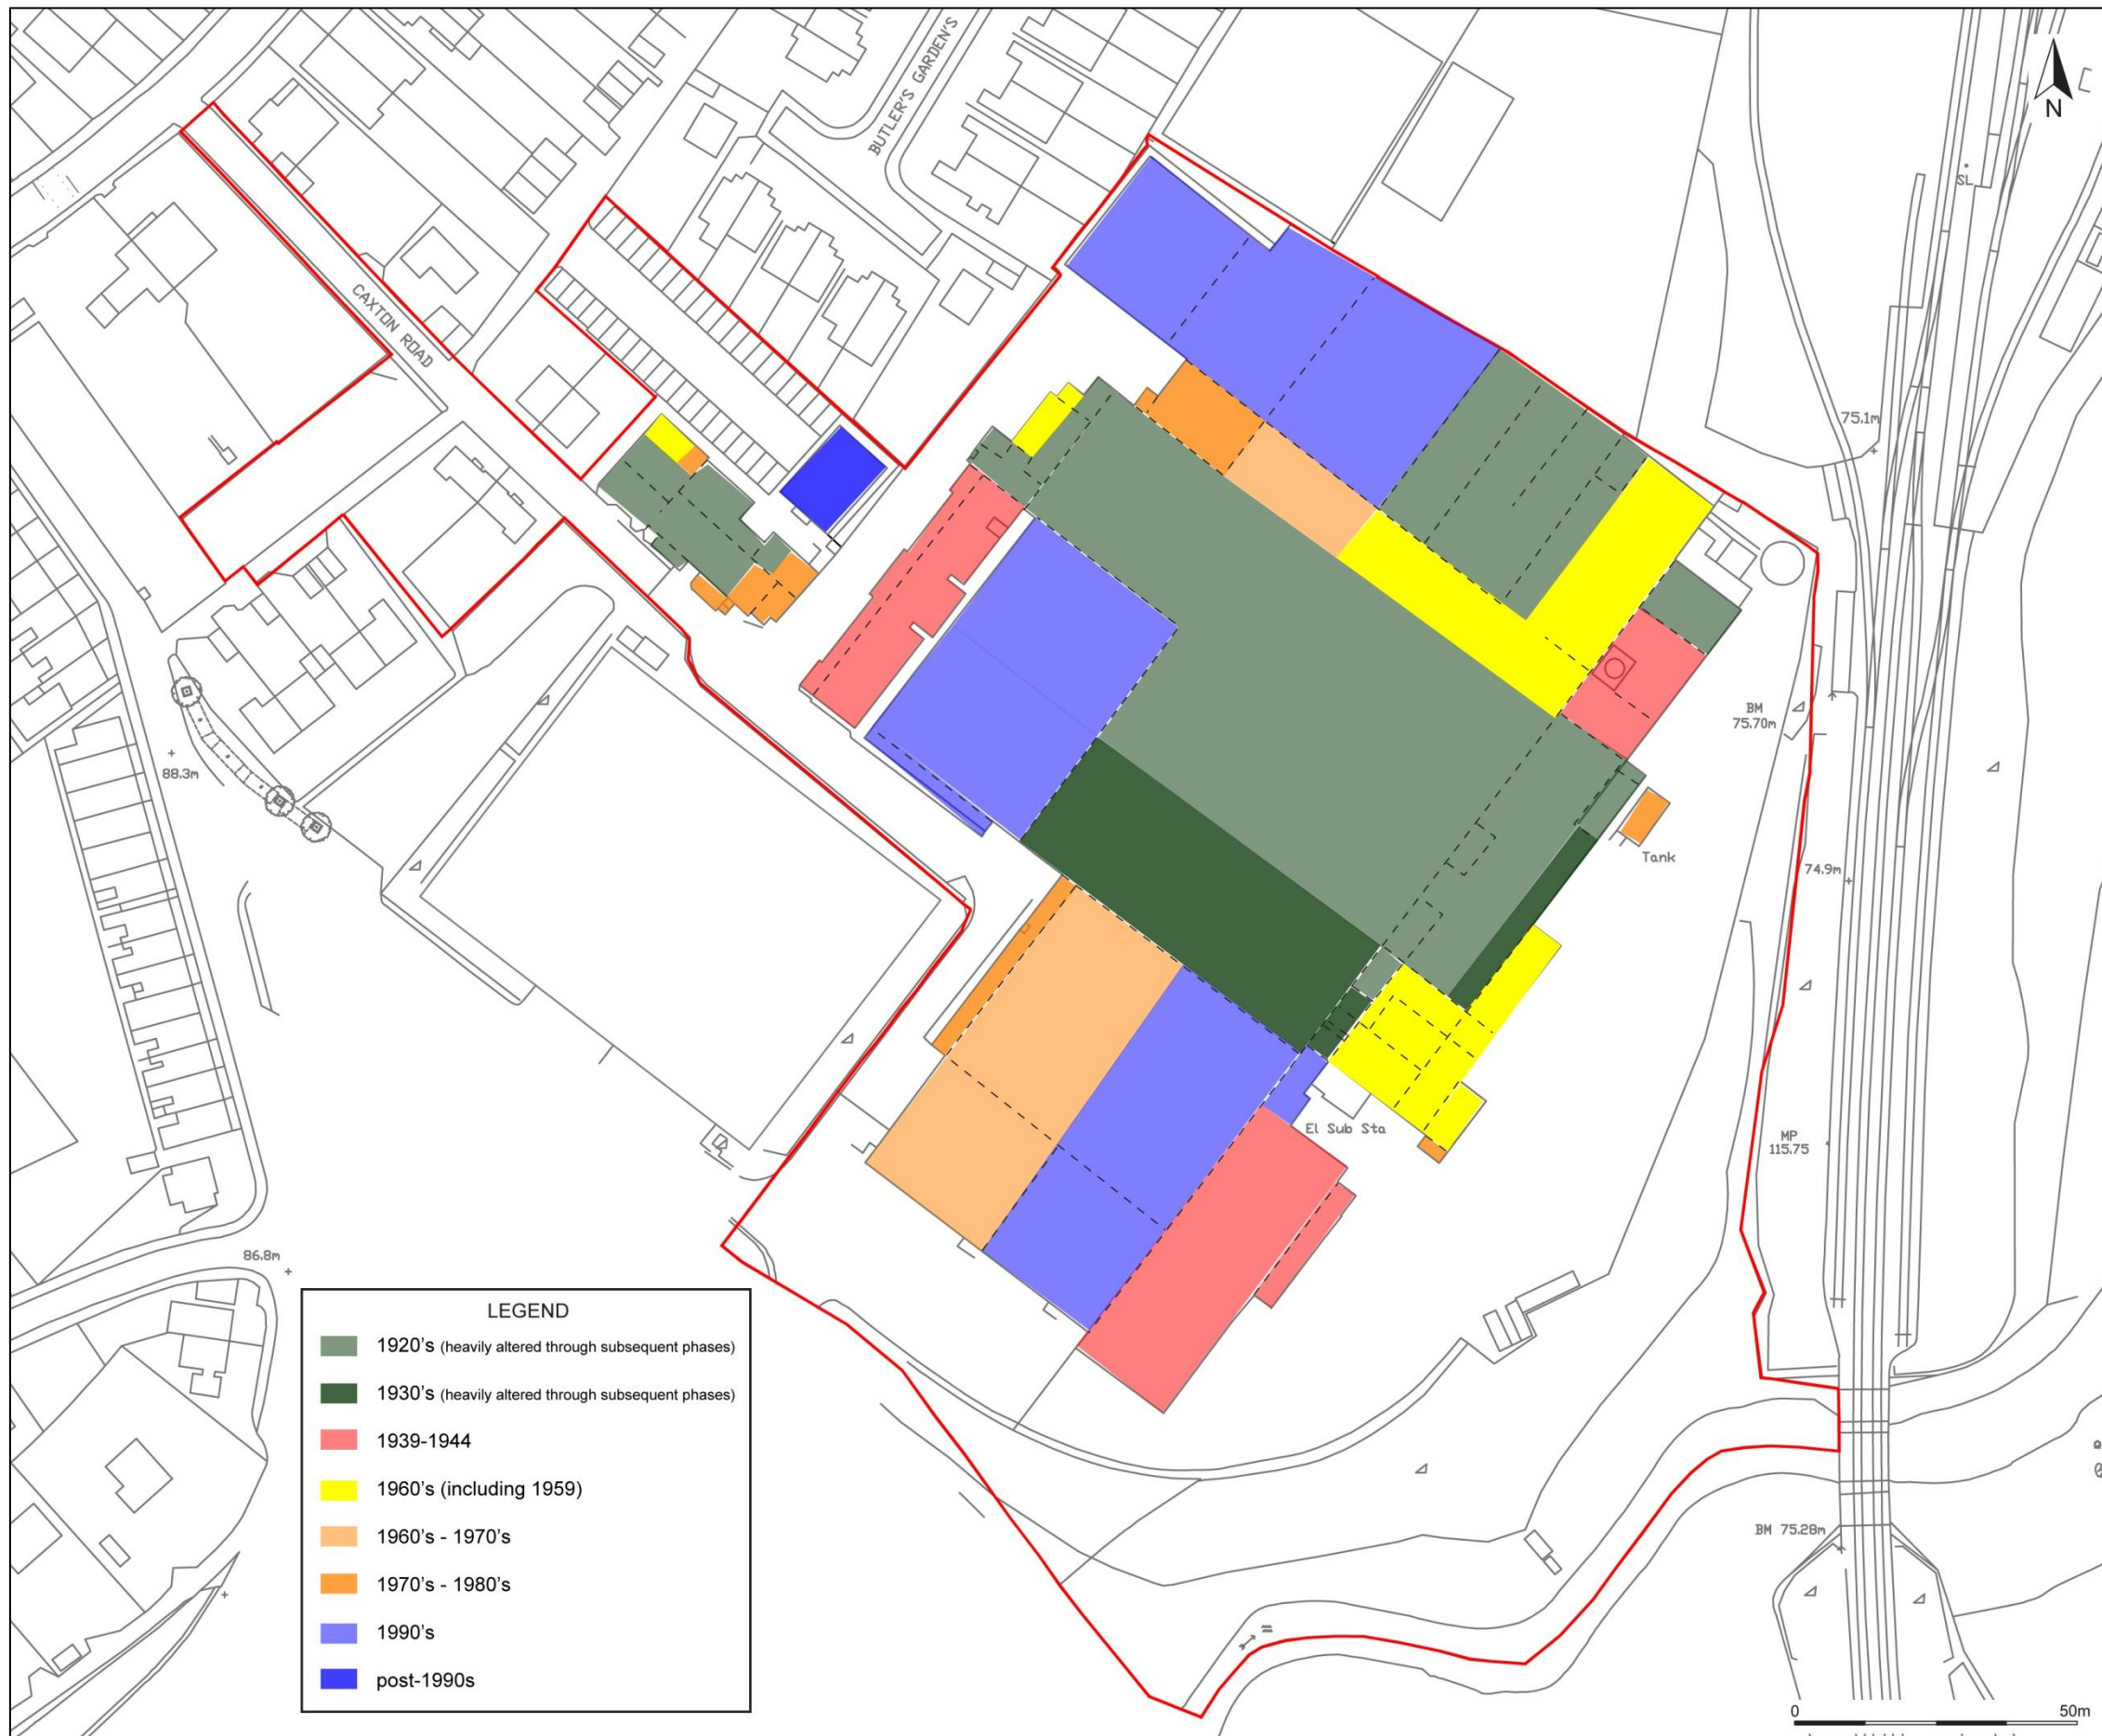 BUTLER'S GARDEN'S
N
SL
CAXTON ROAD
75.1m
BM
75.70m
88.3m
Tank
74.9m
El Sub Sta
MP
115.75
86.8m
LEGEND
1920's (heavily altered through subsequent phases)
1930's (heavily altered through subsequent phases)
1939-1944
1960's (including 1959)
1960's - 1970's
1970's - 1980's
1990's
post-1990s
BM 75.28m
0 50m